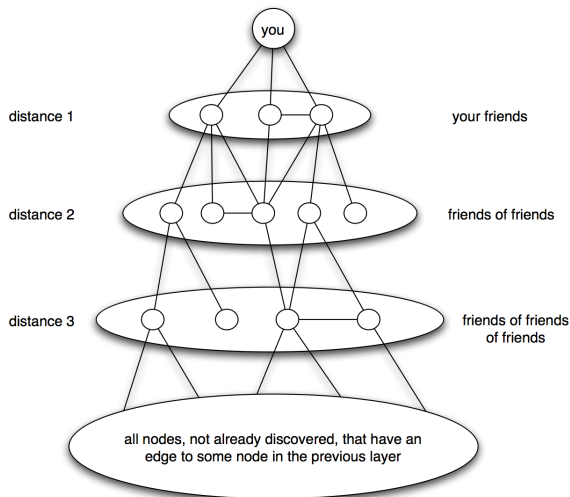 you
distance 1
your friends
distance 2
friends of friends
distance 3
friends of friends
of friends
all nodes, not already discovered, that have an
edge to some node in the previous layer